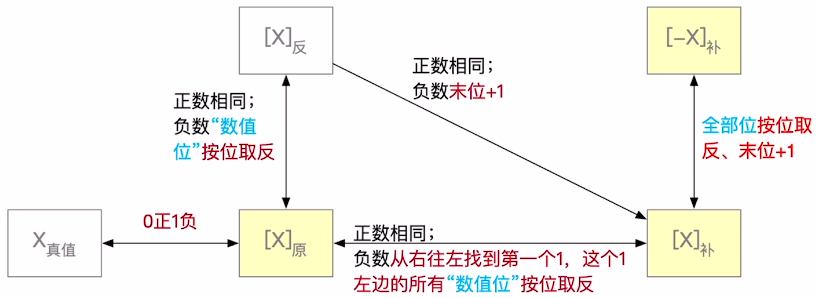 [X]反
[-X]补
正数相同；
负数末位+1
正数相同；
负数“数值
位”按位取反
全部位按位取
反、末位+1
X真值
0正1负
[X]原
正数相同；
负数从右往左找到第一个1，这个1
左边的所有“数值位”按位取反
[X]补